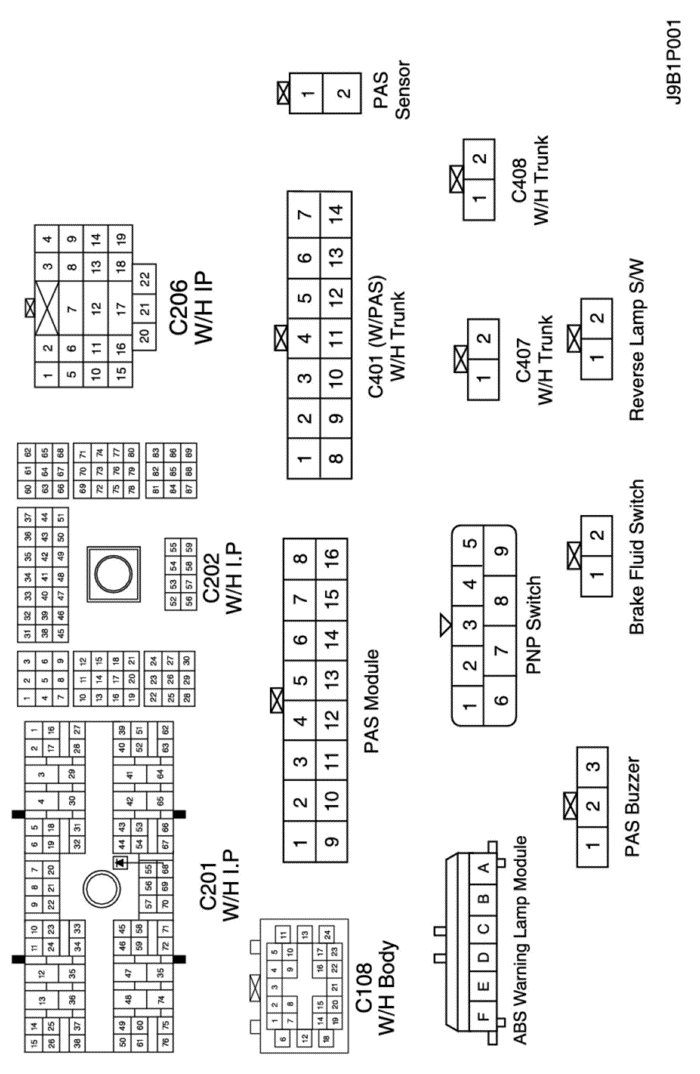 15 14 13 12 11 10 9 8 7 6 5 4 3 2 1
26 25 24 23 22 21 20 19 18 17 16
38 37 36 35 34 33 32 31 30 29 28 27
50 49 48 47 46 45 44 43 42 41 40 39
61 60 59 58 57 56 55 54 53 52 51
76 75 74 35 72 71 70 69 68 67 66 65 64 63 62
C201
W/H I.P
1 2 3
4 5 6
7 8 9
10 11 12
13 14 15
16 17 18
19 20 21
22 23 24
25 26 27
28 29 30
31 32 33 34 35 36 37
38 39 40 41 42 43 44
45 46 47 48 49 50 51
52 53 54 55
56 57 58 59
60 61 62
63 64 65
66 67 68
69 70 71
72 73 74
75 76 77
78 79 80
81 82 83
84 85 86
87 88 89
C202
W/H I.P
1 2 3 4
5 6 7 8 9
10 11 12 13 14
15 16 17 18 19
20 21 22
C206
W/H IP
1 2 3 4 5
6 7 8 9 10 11
12 14 15 16 17 13
18 19 20 21 22 23 24
C108
W/H Body
1 2 3 4 5 6 7 8
9 10 11 12 13 14 15 16
PAS Module
1 2 3 4 5 6 7
8 9 10 11 12 13 14
C401 (W/PAS)
W/H Trunk
1
2
PAS
Sensor
F E D C B A
ABS Warning Lamp Module
1 2 3 4 5
6 7 8 9
PNP Switch
1 2
C407
W/H Trunk
1 2
C408
W/H Trunk
1 2 3
PAS Buzzer
1 2
Brake Fluid Switch
1 2
Reverse Lamp S/W
J9B1P001